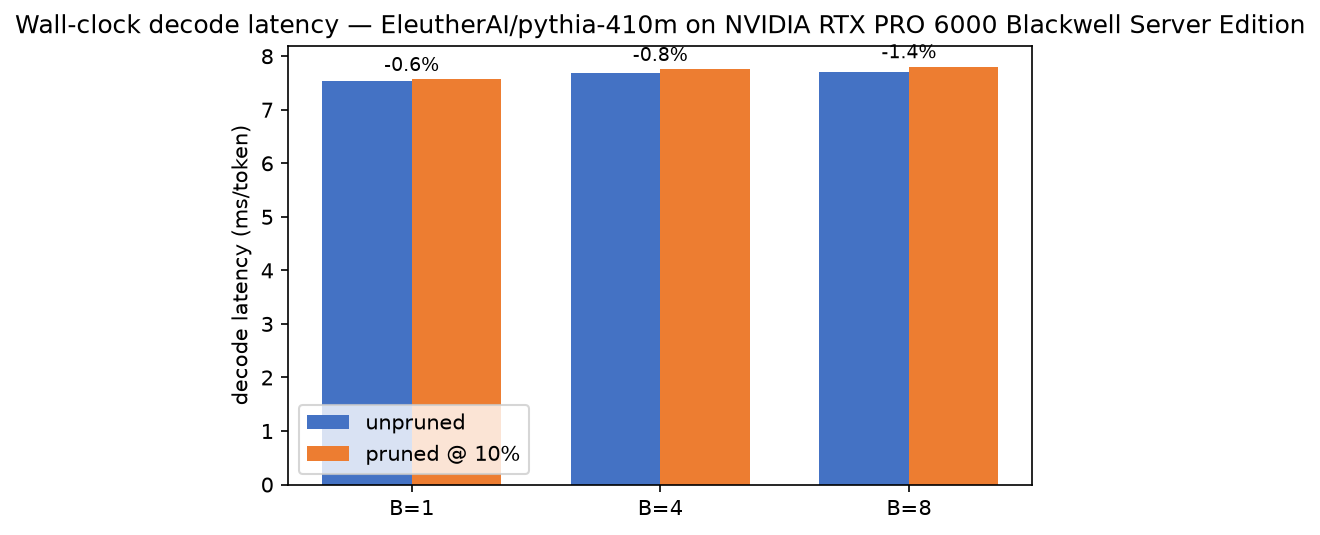 Wall-clock decode latency — EleutherAI/pythia-410m on NVIDIA RTX PRO 6000 Blackwell Server Edition
-0.6%
-0.8%
-1.4%
8
7
6
5
4
3
2
1
0
decode latency (ms/token)
unpruned
pruned @ 10%
B=1
B=4
B=8